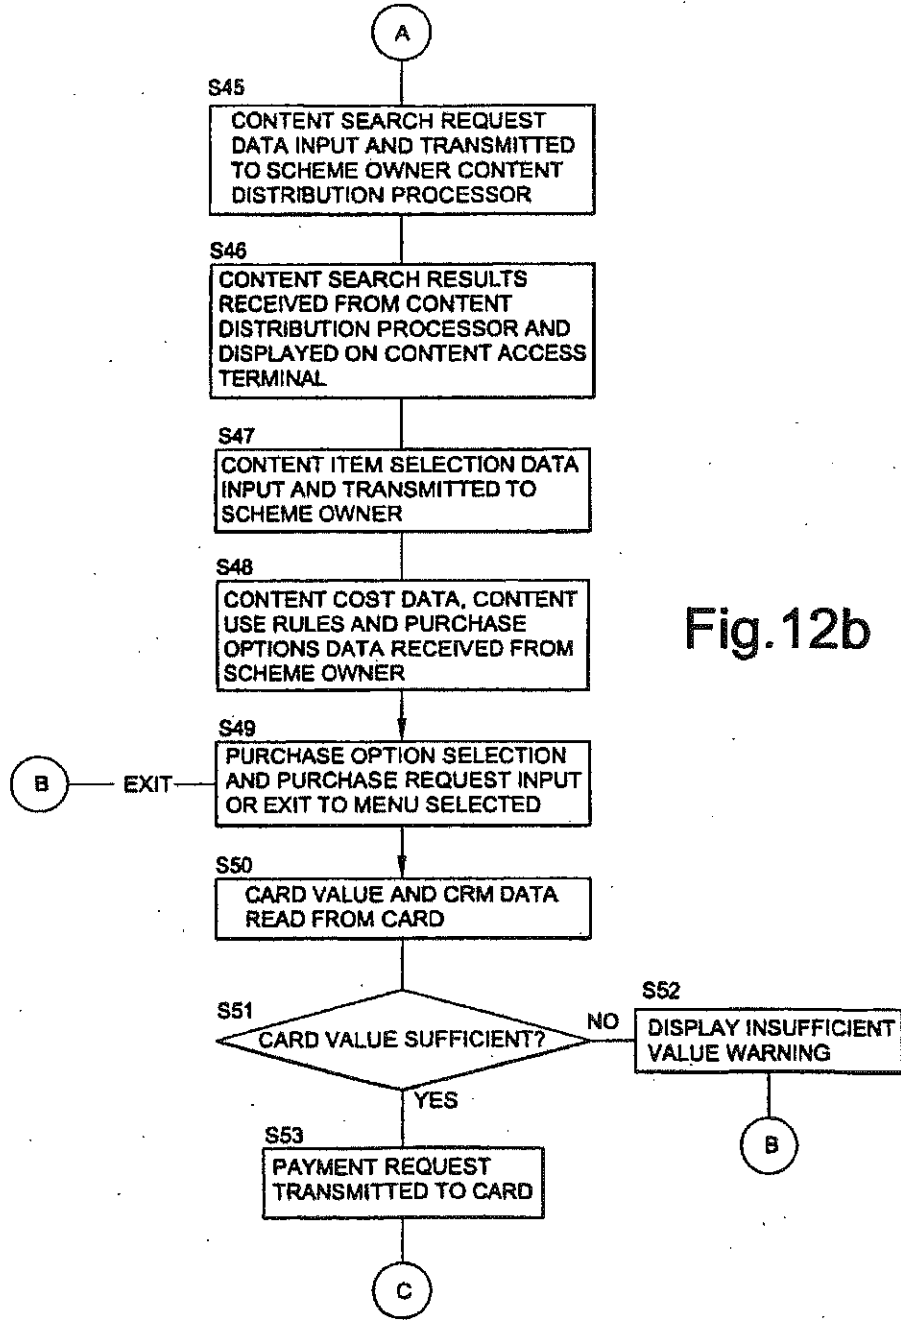 A
S45
CONTENT SEARCH REQUEST
DATA INPUT AND TRANSMITTED
TO SCHEME OWNER CONTENT
DISTRIBUTION PROCESSOR
S46
CONTENT SEARCH RESULTS
RECEIVED FROM CONTENT
DISTRIBUTION PROCESSOR AND
DISPLAYED ON CONTENT ACCESS
TERMINAL
S47
CONTENT ITEM SELECTION DATA
INPUT AND TRANSMITTED TO
SCHEME OWNER
S48
CONTENT COST DATA, CONTENT
USE RULES AND PURCHASE
OPTIONS DATA RECEIVED FROM
SCHEME OWNER
Fig.12b
S49
PURCHASE OPTION SELECTION
AND PURCHASE REQUEST INPUT
OR EXIT TO MENU SELECTED
B
EXIT
S50
CARD VALUE AND CRM DATA
READ FROM CARD
S51
CARD VALUE SUFFICIENT?
NO
S52
DISPLAY INSUFFICIENT
VALUE WARNING
B
YES
S53
PAYMENT REQUEST
TRANSMITTED TO CARD
C